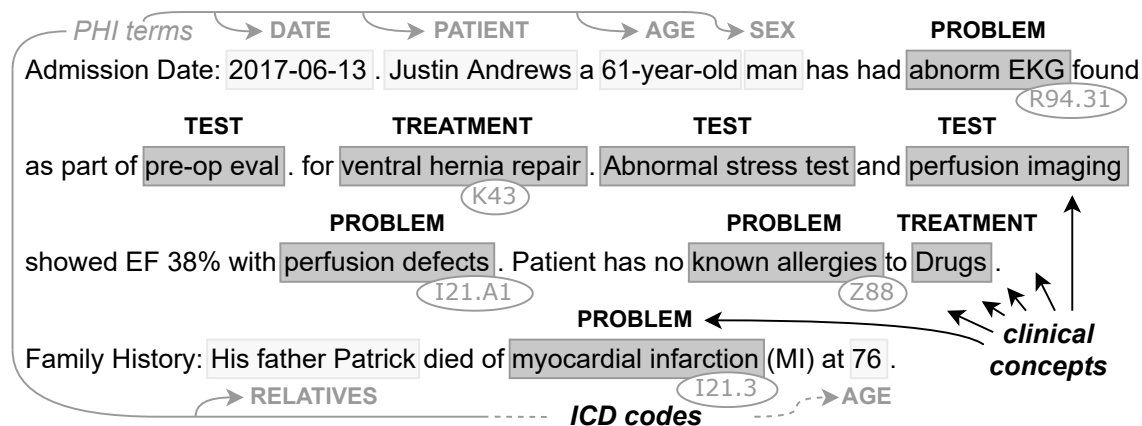 PHI terms DATE PATIENT AGE SEX PROBLEM
Admission Date: 2017-06-13 . Justin Andrews a 61-year-old man has had abnorm EKG found
R94.31
TEST TREATMENT TEST TEST
as part of pre-op eval . for ventral hernia repair . Abnormal stress test and perfusion imaging
K43
PROBLEM PROBLEM TREATMENT
showed EF 38% with perfusion defects . Patient has no known allergies to Drugs .
I21.A1 Z88
PROBLEM clinical
concepts
Family History: His father Patrick died of myocardial infarction (MI) at 76 .
I21.3
RELATIVES ICD codes AGE